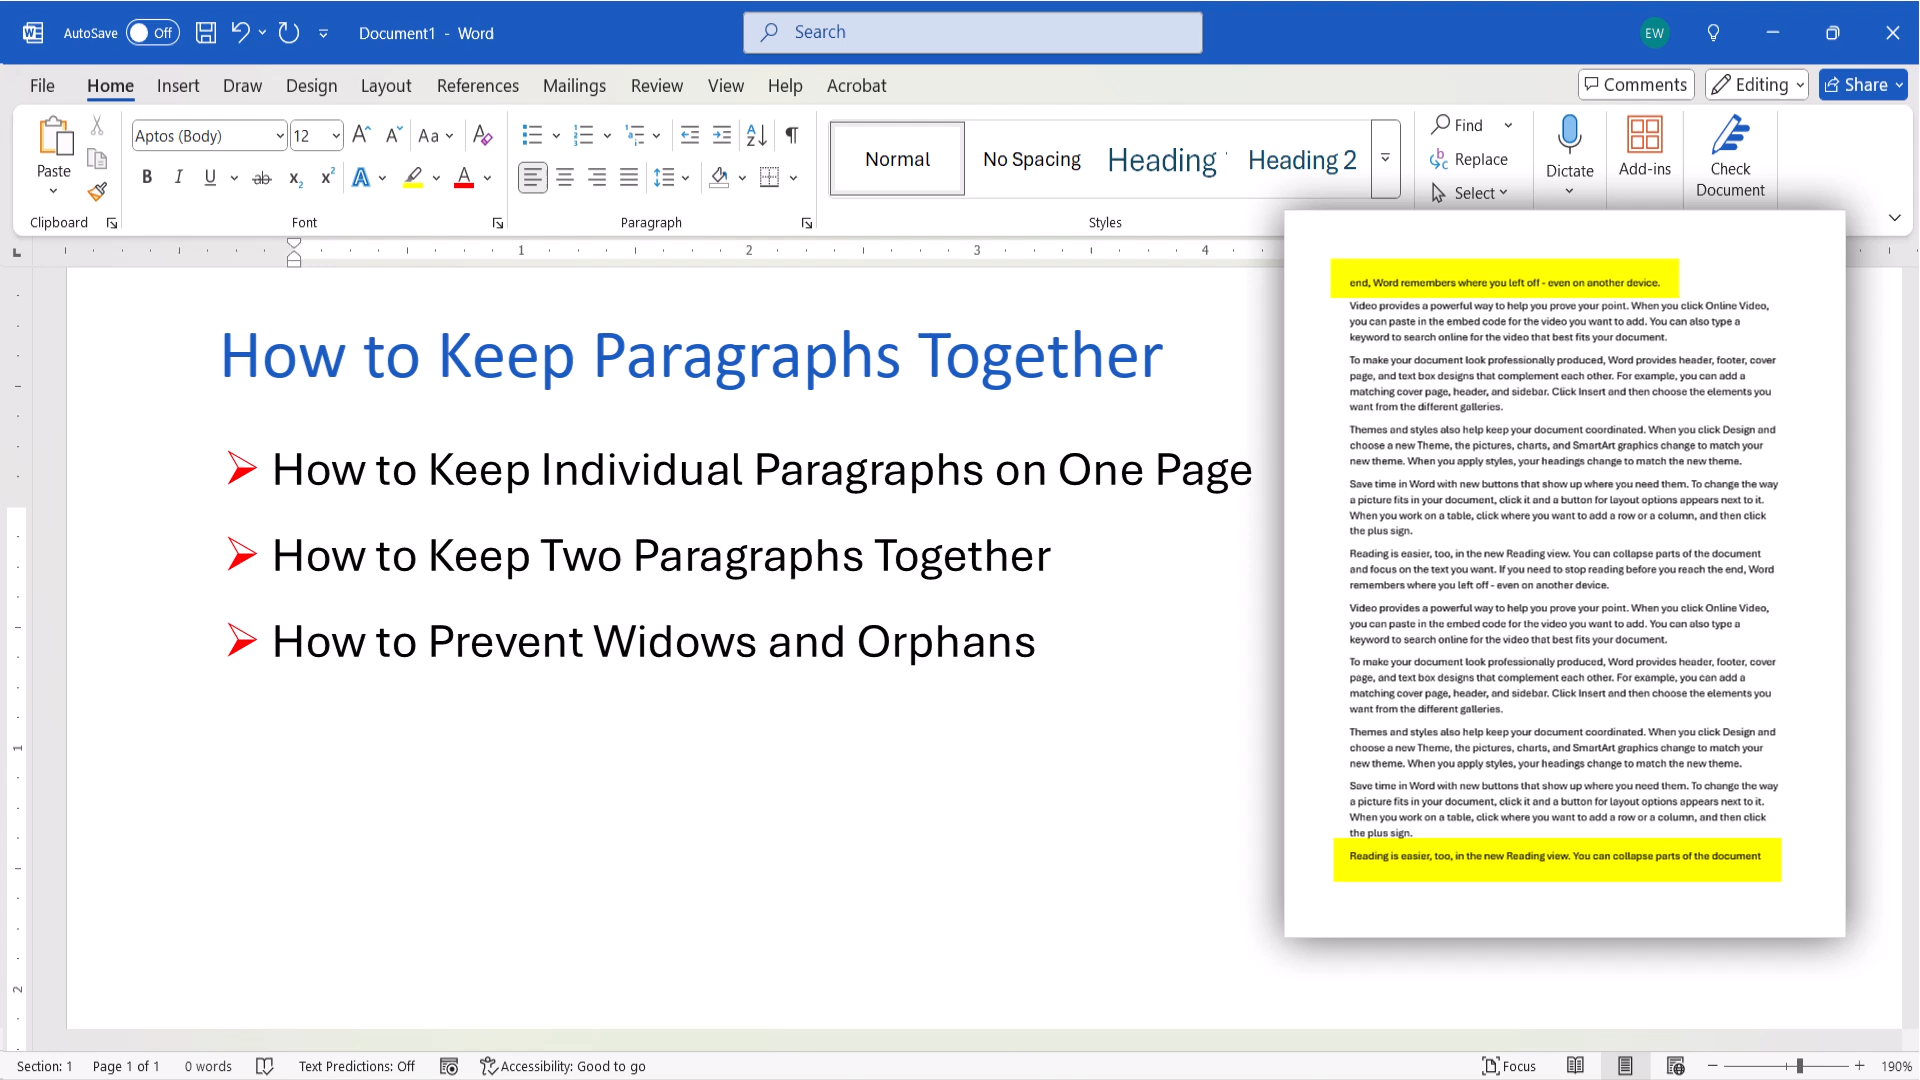 AutoSave Off Document1 - Word Search EW
File Home Insert Draw Design Layout References Mailings Review View Help Acrobat Comments Editing Share
Paste
Clipboard
Aptos (Body) 12
Font
Paragraph
Normal No Spacing Heading Heading 2
Styles
Find
Replace
Select
Dictate
Add-ins
Check
Document
1 2 3 4
How to Keep Paragraphs Together
How to Keep Individual Paragraphs on One Page
How to Keep Two Paragraphs Together
How to Prevent Widows and Orphans
1
2
end, Word remembers where you left off - even on another device.
Video provides a powerful way to help you prove your point. When you click Online Video,
you can paste in the embed code for the video you want to add. You can also type a
keyword to search online for the video that best fits your document.
To make your document look professionally produced, Word provides header, footer, cover
page, and text box designs that complement each other. For example, you can add a
matching cover page, header, and sidebar. Click Insert and then choose the elements you
want from the different galleries.
Themes and styles also help keep your document coordinated. When you click Design and
choose a new Theme, the pictures, charts, and SmartArt graphics change to match your
new theme. When you apply styles, your headings change to match the new theme.
Save time in Word with new buttons that show up where you need them. To change the way
a picture fits in your document, click it and a button for layout options appears next to it.
When you work on a table, click where you want to add a row or a column, and then click
the plus sign.
Reading is easier, too, in the new Reading view. You can collapse parts of the document
and focus on the text you want. If you need to stop reading before you reach the end, Word
remembers where you left off - even on another device.
Video provides a powerful way to help you prove your point. When you click Online Video,
you can paste in the embed code for the video you want to add. You can also type a
keyword to search online for the video that best fits your document.
To make your document look professionally produced, Word provides header, footer, cover
page, and text box designs that complement each other. For example, you can add a
matching cover page, header, and sidebar. Click Insert and then choose the elements you
want from the different galleries.
Themes and styles also help keep your document coordinated. When you click Design and
choose a new Theme, the pictures, charts, and SmartArt graphics change to match your
new theme. When you apply styles, your headings change to match the new theme.
Save time in Word with new buttons that show up where you need them. To change the way
a picture fits in your document, click it and a button for layout options appears next to it.
When you work on a table, click where you want to add a row or a column, and then click
the plus sign.
Reading is easier, too, in the new Reading view. You can collapse parts of the document
Section: 1 Page 1 of 1 0 words Text Predictions: Off Accessibility: Good to go Focus 190%